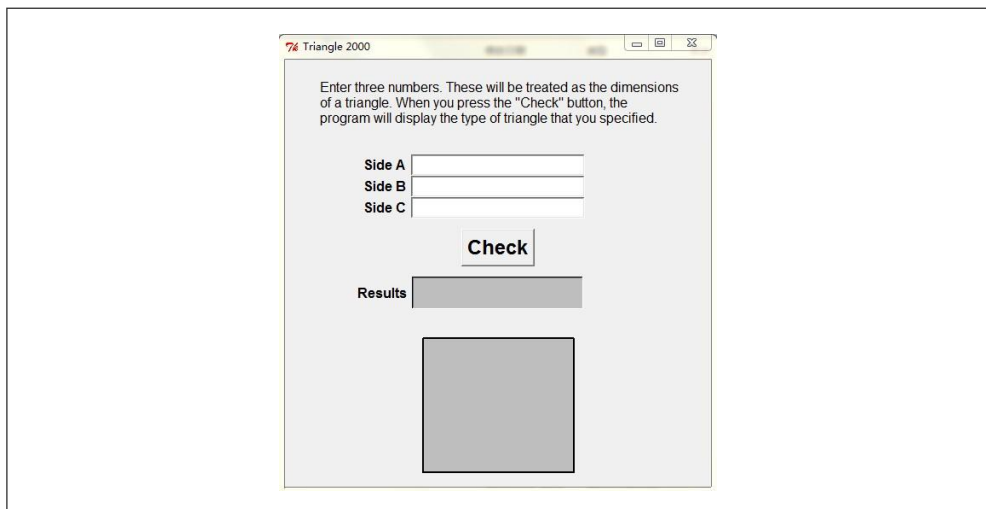 Triangle 2000
Enter three numbers. These will be treated as the dimensions
of a triangle. When you press the "Check" button, the
program will display the type of triangle that you specified.
Side A
Side B
Side C
Check
Results